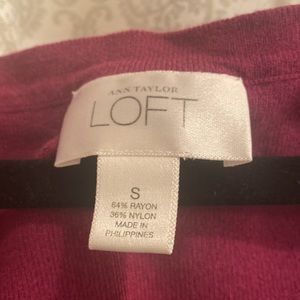 ANN TAYLOR
LOFT
S
64% RAYON
36% NYLON
MADE IN
PHILIPPINES